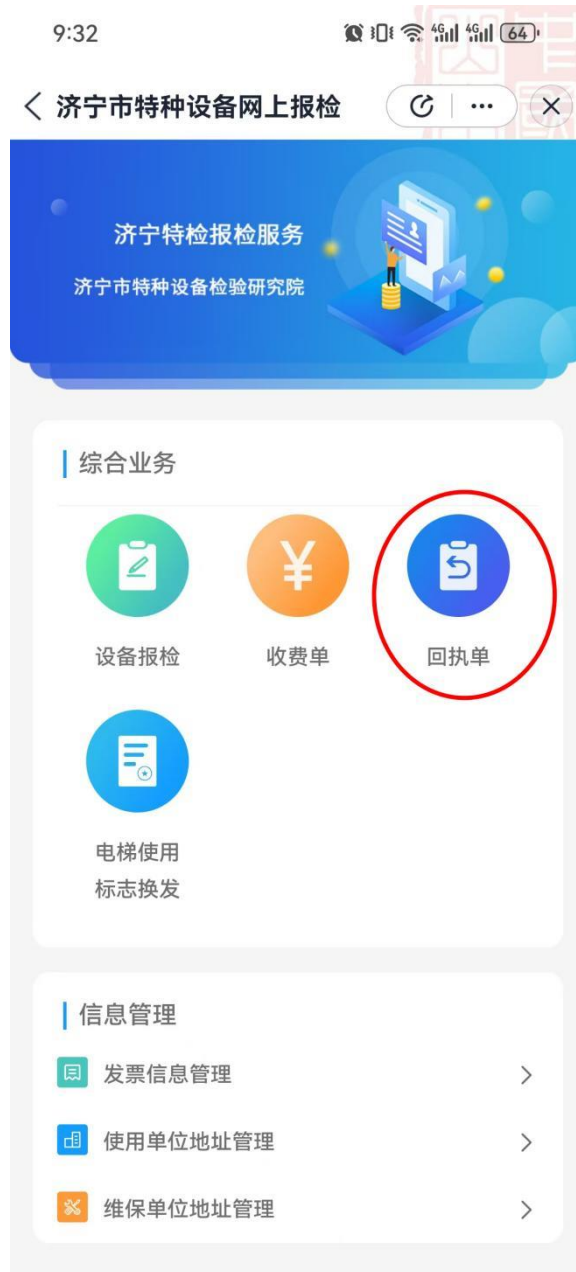 9:32
4G 4G 64
济宁市特种设备网上报检
济宁特检报检服务
济宁市特种设备检验研究院
综合业务
设备报检
收费单
回执单
电梯使用
标志换发
信息管理
发票信息管理
使用单位地址管理
维保单位地址管理